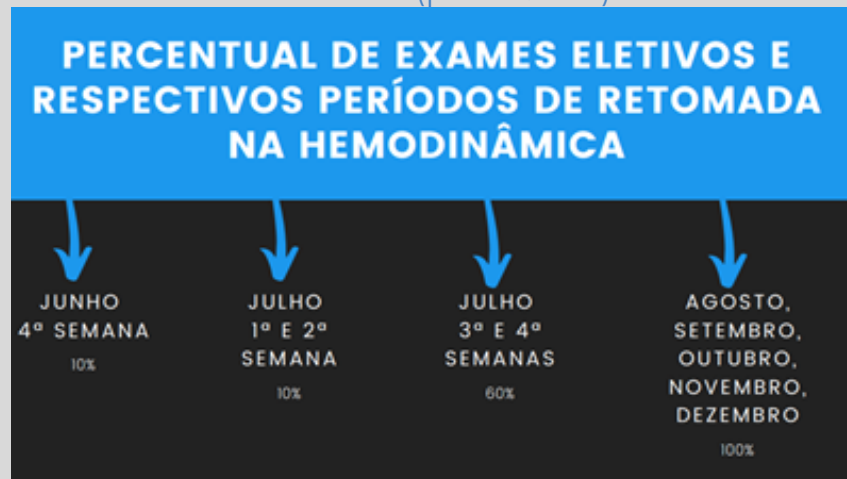 PERCENTUAL DE EXAMES ELETIVOS E
RESPECTIVOS PERÍODOS DE RETOMADA
NA HEMODINÂMICA
JUNHO
4ª SEMANA
10%
JULHO
1ª E 2ª
SEMANA
10%
JULHO
3ª E 4ª
SEMANAS
60%
AGOSTO,
SETEMBRO,
OUTUBRO,
NOVEMBRO,
DEZEMBRO
100%